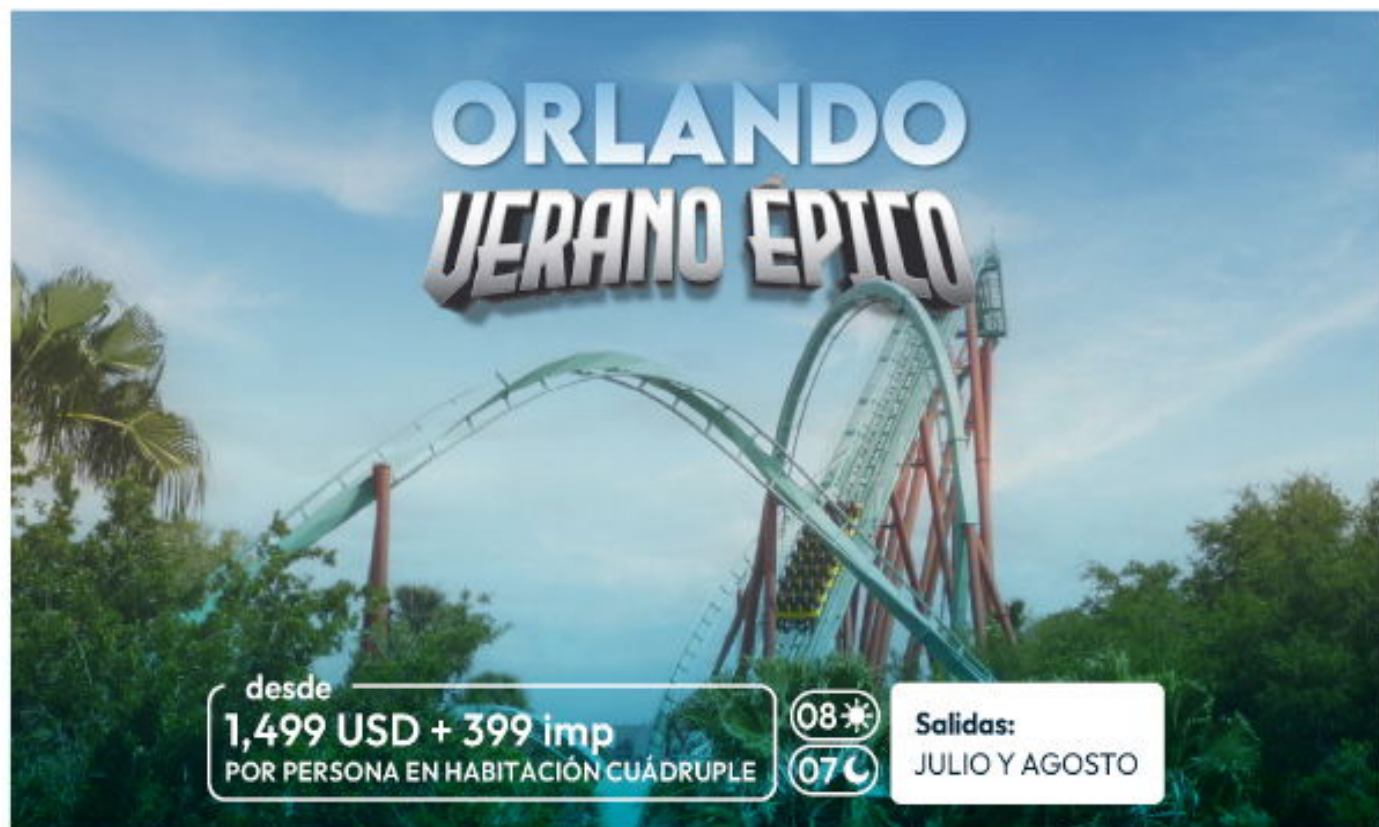 ORLANDO
VERANO ÉPICO
desde
1,499 USD + 399 imp
POR PERSONA EN HABITACIÓN CUÁDRUPLE
08
07
Salidas:
JULIO Y AGOSTO